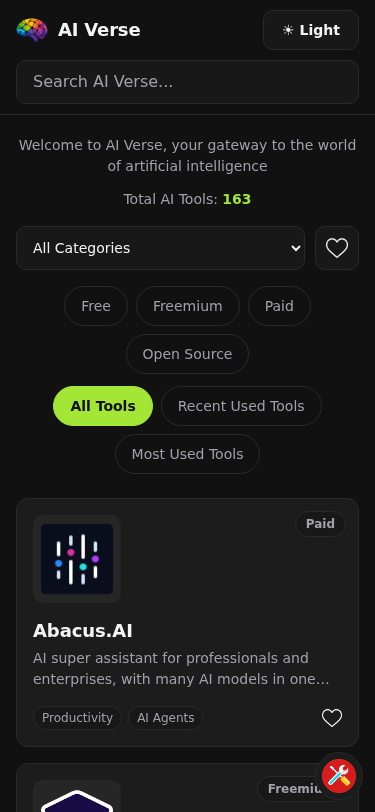 AI Verse
☀ Light
Search AI Verse...
Welcome to AI Verse, your gateway to the world
of artificial intelligence
Total AI Tools: 163
All Categories
Free
Freemium
Paid
Open Source
All Tools
Recent Used Tools
Most Used Tools
Paid
Abacus.AI
AI super assistant for professionals and
enterprises, with many AI models in one...
Productivity
AI Agents